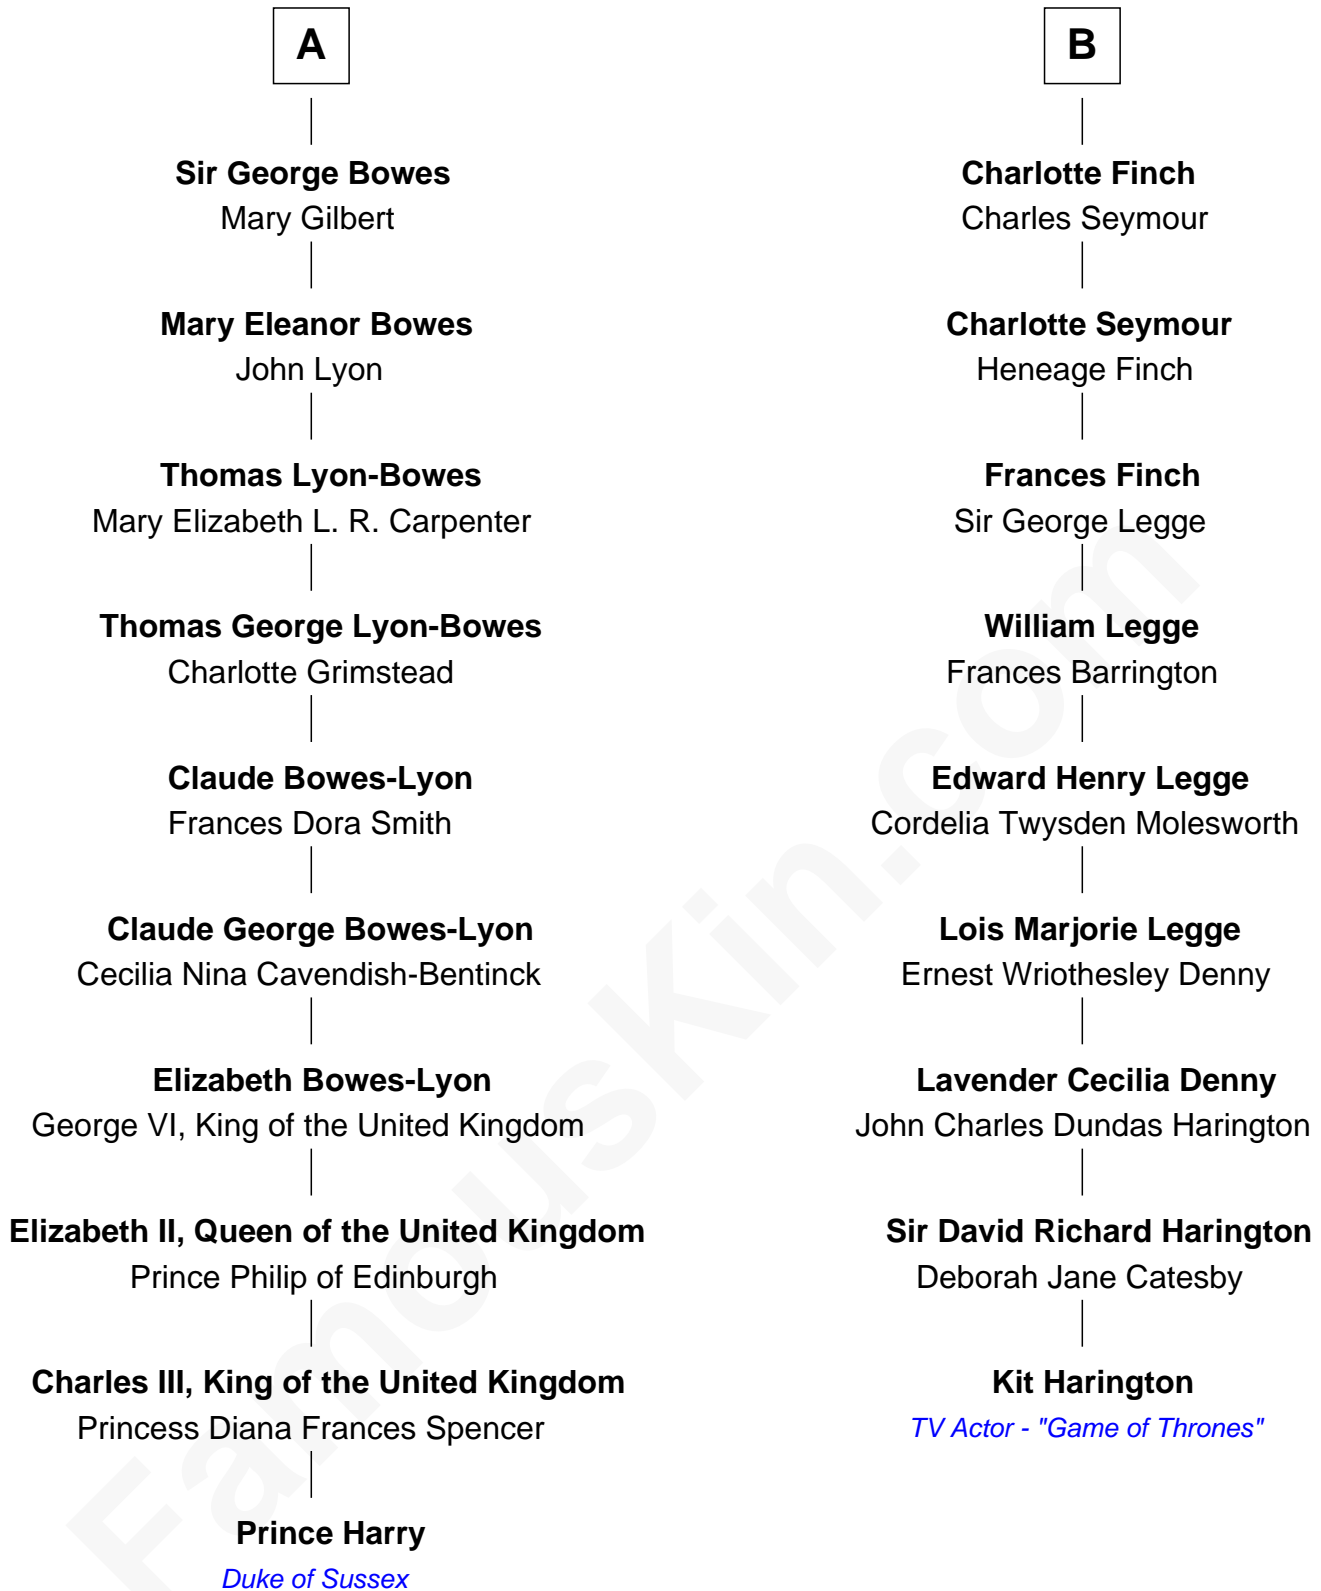 A
Sir George Bowes
Mary Gilbert
Mary Eleanor Bowes
John Lyon
Thomas Lyon-Bowes
Mary Elizabeth L. R. Carpenter
Thomas George Lyon-Bowes
Charlotte Grimstead
Claude Bowes-Lyon
Frances Dora Smith
Claude George Bowes-Lyon
Cecilia Nina Cavendish-Bentinck
Elizabeth Bowes-Lyon
George VI, King of the United Kingdom
Elizabeth II, Queen of the United Kingdom
Prince Philip of Edinburgh
Charles III, King of the United Kingdom
Princess Diana Frances Spencer
Prince Harry
Duke of Sussex
B
Charlotte Finch
Charles Seymour
Charlotte Seymour
Heneage Finch
Frances Finch
Sir George Legge
William Legge
Frances Barrington
Edward Henry Legge
Cordelia Twysden Molesworth
Lois Marjorie Legge
Ernest Wriothesley Denny
Lavender Cecilia Denny
John Charles Dundas Harington
Sir David Richard Harington
Deborah Jane Catesby
Kit Harington
TV Actor - "Game of Thrones"
FamousKin.com